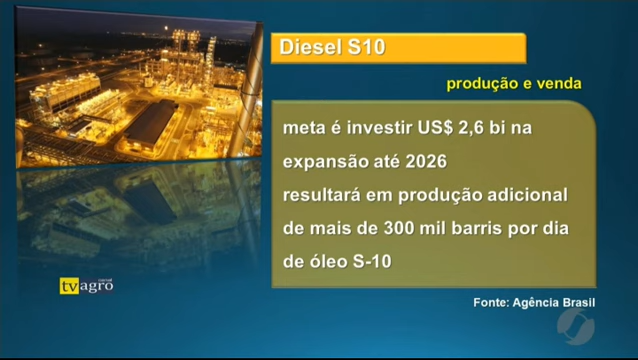 Diesel S10
produção e venda
meta é investir US$ 2,6 bi na
expansão até 2026
resultará em produção adicional
de mais de 300 mil barris por dia
de óleo S-10
Fonte: Agência Brasil
jornal
tv agro